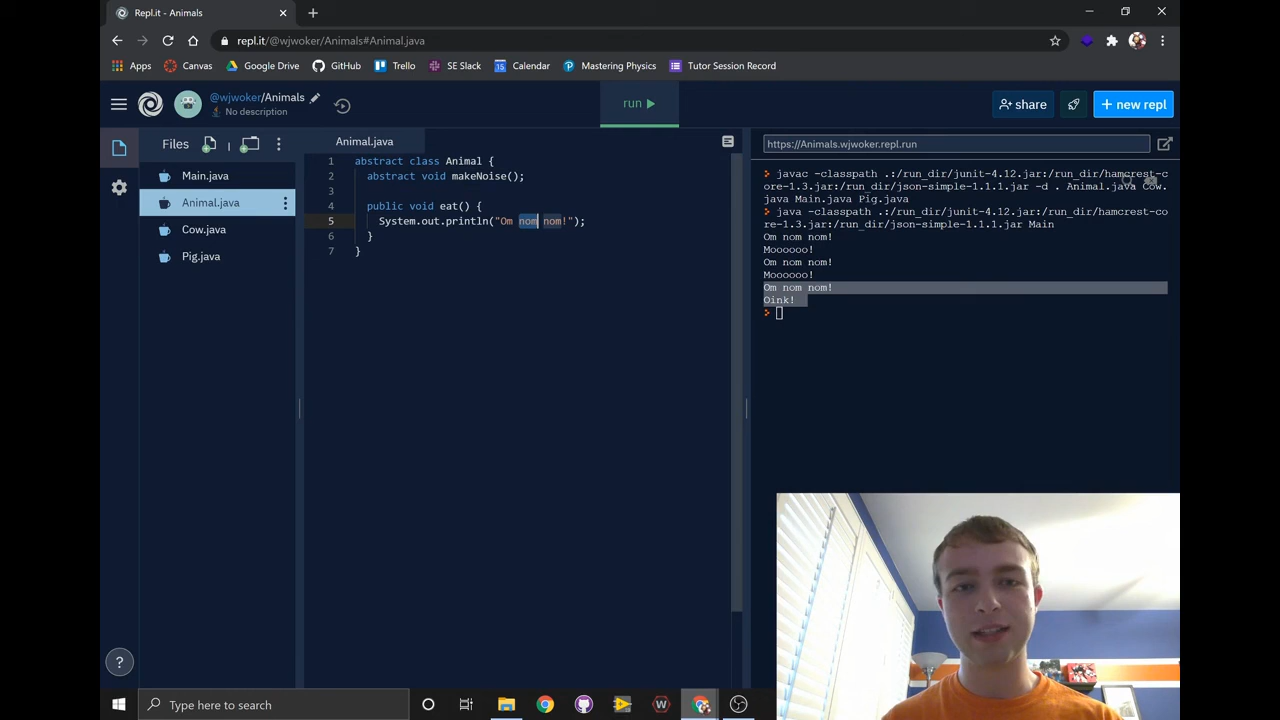 Repl.it - Animals
repl.it/@wjwoker/Animals#Animal.java
Apps Canvas Google Drive GitHub Trello SE Slack Calendar Mastering Physics Tutor Session Record
@wjwoker/Animals
No description
run
share
+ new repl
Files
Main.java
Animal.java
Cow.java
Pig.java
Animal.java
1 abstract class Animal {
2 abstract void makeNoise();
3
4 public void eat() {
5 System.out.println("Om nom nom!");
6 }
7 }
https://Animals.wjwoker.repl.run
javac -classpath .:/run_dir/junit-4.12.jar:/run_dir/hamcrest-c
ore-1.3.jar:/run_dir/json-simple-1.1.1.jar -d . Animal.java Cow.
java Main.java Pig.java
java -classpath .:/run_dir/junit-4.12.jar:/run_dir/hamcrest-co
re-1.3.jar:/run_dir/json-simple-1.1.1.jar Main
Om nom nom!
Moooooo!
Om nom nom!
Moooooo!
Om nom nom!
Oink!
?
Type here to search